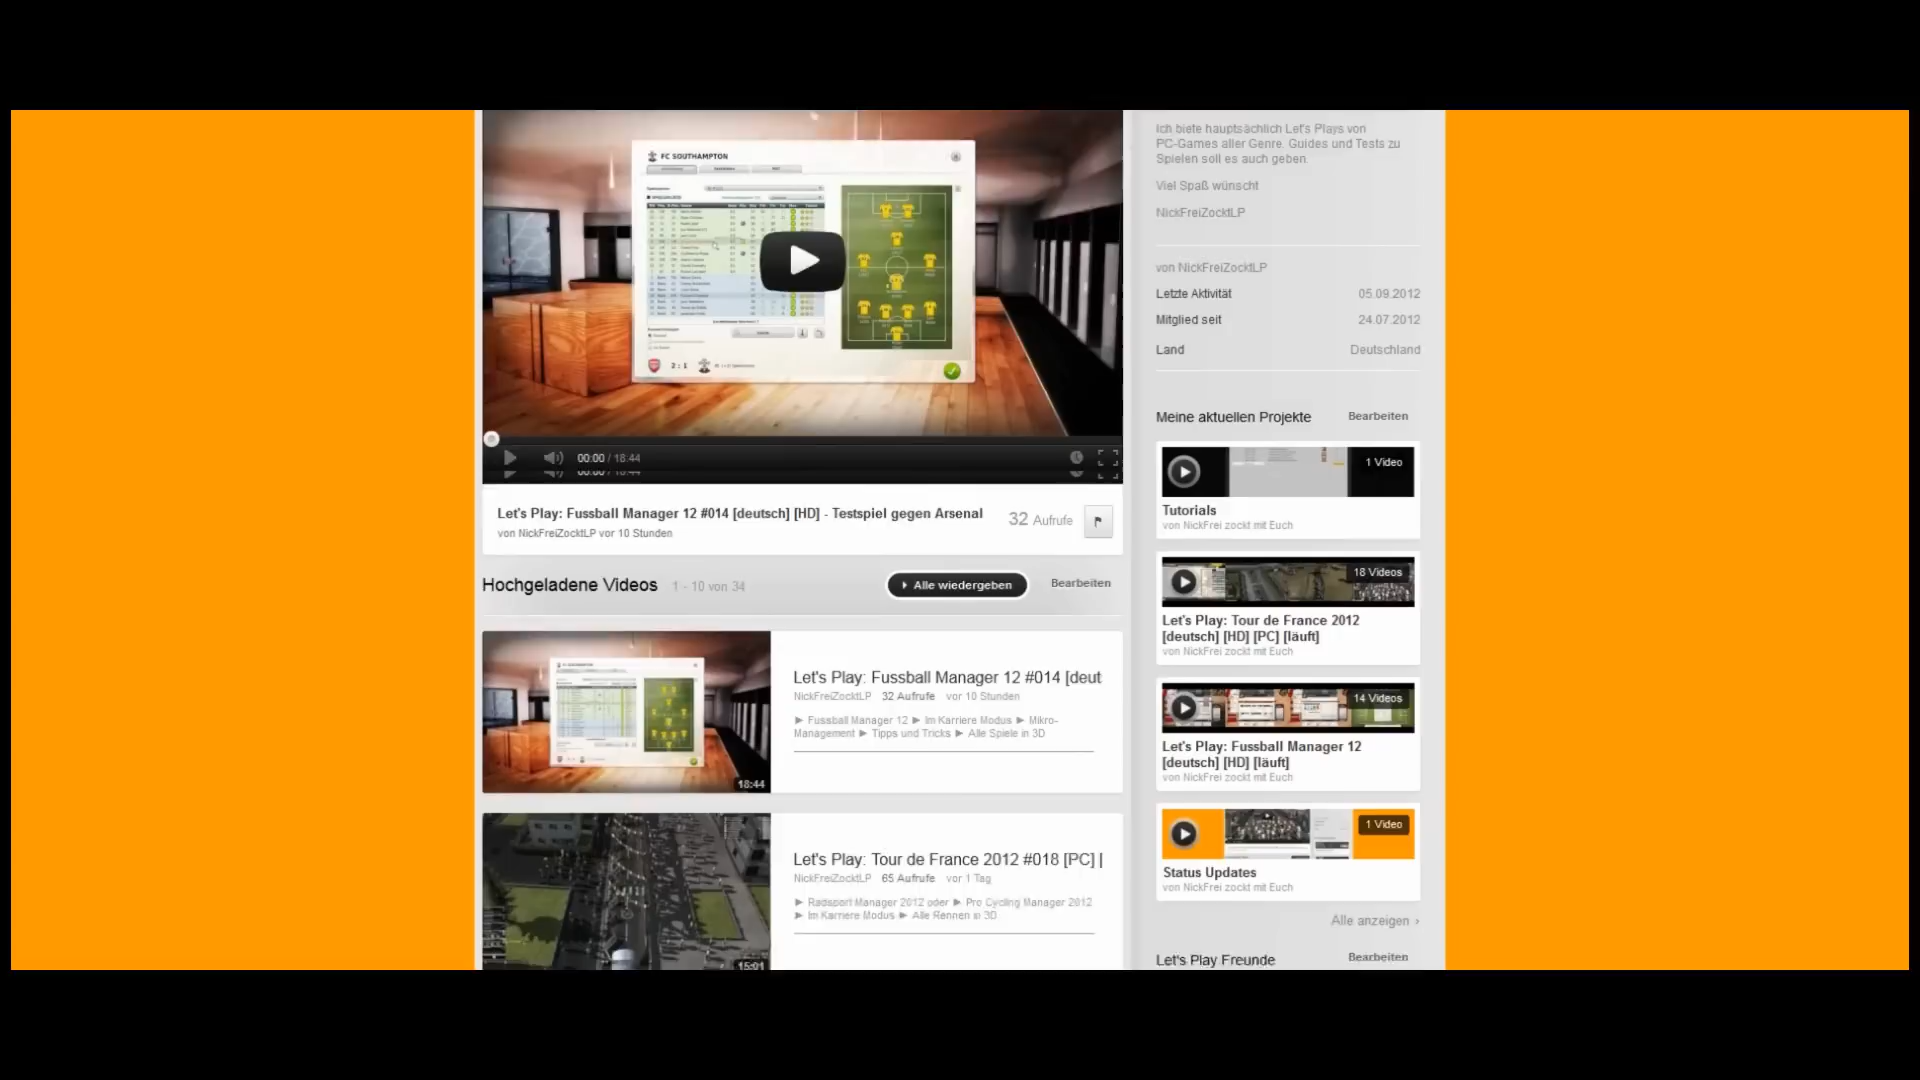 FC SOUTHAMPTON
2 : 1
00:00 / 18:44
Let's Play: Fussball Manager 12 #014 [deutsch] [HD] - Testspiel gegen Arsenal
von NickFreiZocktLP vor 10 Stunden
32 Aufrufe
Hochgeladene Videos 1 - 10 von 34
Alle wiedergeben
Bearbeiten
18:44
Let's Play: Fussball Manager 12 #014 [deut
NickFreiZocktLP 32 Aufrufe vor 10 Stunden
► Fussball Manager 12 ► Im Karriere Modus ► Mikro-
Management ► Tipps und Tricks ► Alle Spiele in 3D
15:01
Let's Play: Tour de France 2012 #018 [PC] [
NickFreiZocktLP 65 Aufrufe vor 1 Tag
► Radsport Manager 2012 oder ► Pro Cycling Manager 2012
► Im Karriere Modus ► Alle Rennen in 3D
Ich biete hauptsächlich Let's Plays von
PC-Games aller Genre. Guides und Tests zu
Spielen soll es auch geben.
Viel Spaß wünscht
NickFreiZocktLP
von NickFreiZocktLP
Letzte Aktivität 05.09.2012
Mitglied seit 24.07.2012
Land Deutschland
Meine aktuellen Projekte Bearbeiten
1 Video
Tutorials
von NickFrei zockt mit Euch
18 Videos
Let's Play: Tour de France 2012
[deutsch] [HD] [PC] [läuft]
von NickFrei zockt mit Euch
14 Videos
Let's Play: Fussball Manager 12
[deutsch] [HD] [läuft]
von NickFrei zockt mit Euch
1 Video
Status Updates
von NickFrei zockt mit Euch
Alle anzeigen ›
Let's Play Freunde Bearbeiten